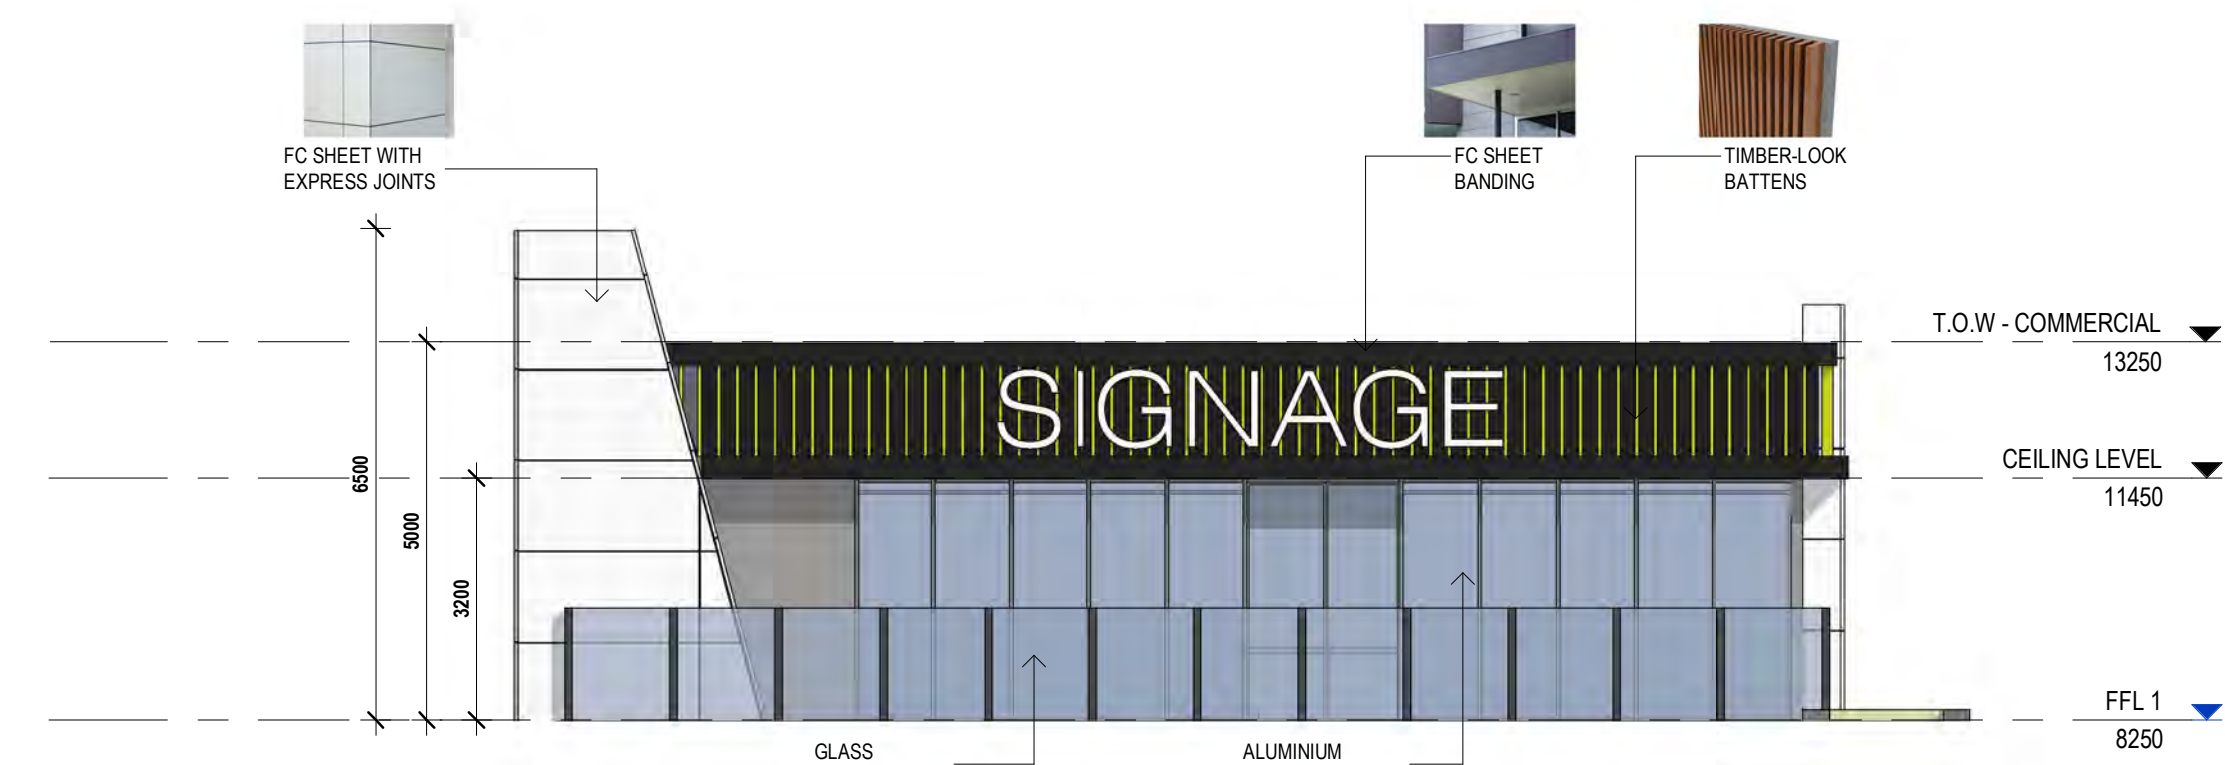 FC SHEET WITH
EXPRESS JOINTS
FC SHEET
BANDING
TIMBER-LOOK
BATTENS
6500
5000
3200
SIGNAGE
T.O.W - COMMERCIAL
13250
CEILING LEVEL
11450
FFL 1
8250
GLASS
ALUMINIUM